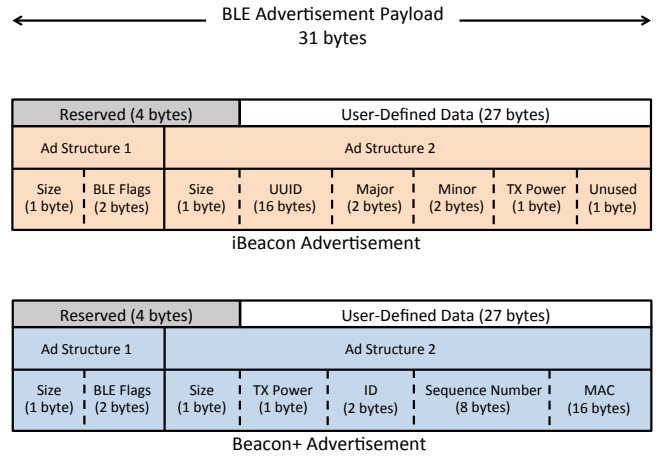 BLE Advertisement Payload
31 bytes
Reserved (4 bytes) User-Defined Data (27 bytes)
Ad Structure 1 Ad Structure 2
Size BLE Flags Size UUID Major Minor TX Power Unused
(1 byte) (2 bytes) (1 byte) (16 bytes) (2 bytes) (2 bytes) (1 byte) (1 byte)
iBeacon Advertisement
Reserved (4 bytes) User-Defined Data (27 bytes)
Ad Structure 1 Ad Structure 2
Size BLE Flags Size TX Power ID Sequence Number MAC
(1 byte) (2 bytes) (1 byte) (1 byte) (2 bytes) (8 bytes) (16 bytes)
Beacon+ Advertisement